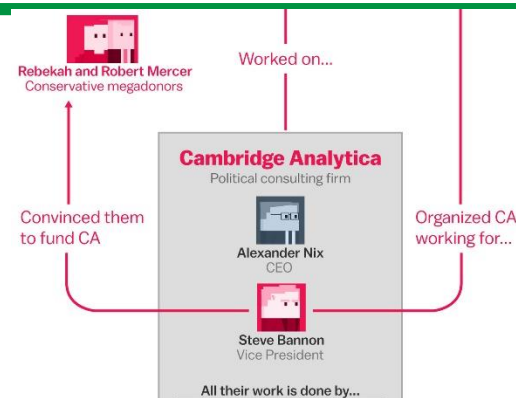 Rebekah and Robert Mercer
Conservative megadonors
Worked on...
Cambridge Analytica
Political consulting firm
Convinced them
to fund CA
Organized CA
working for...
Alexander Nix
CEO
Steve Bannon
Vice President
All their work is done by...